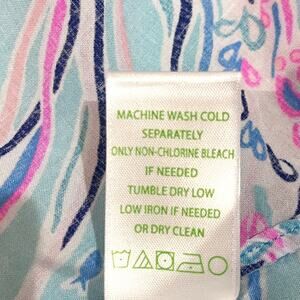 MACHINE WASH COLD
SEPARATELY
ONLY NON-CHLORINE BLEACH
IF NEEDED
TUMBLE DRY LOW
LOW IRON IF NEEDED
OR DRY CLEAN